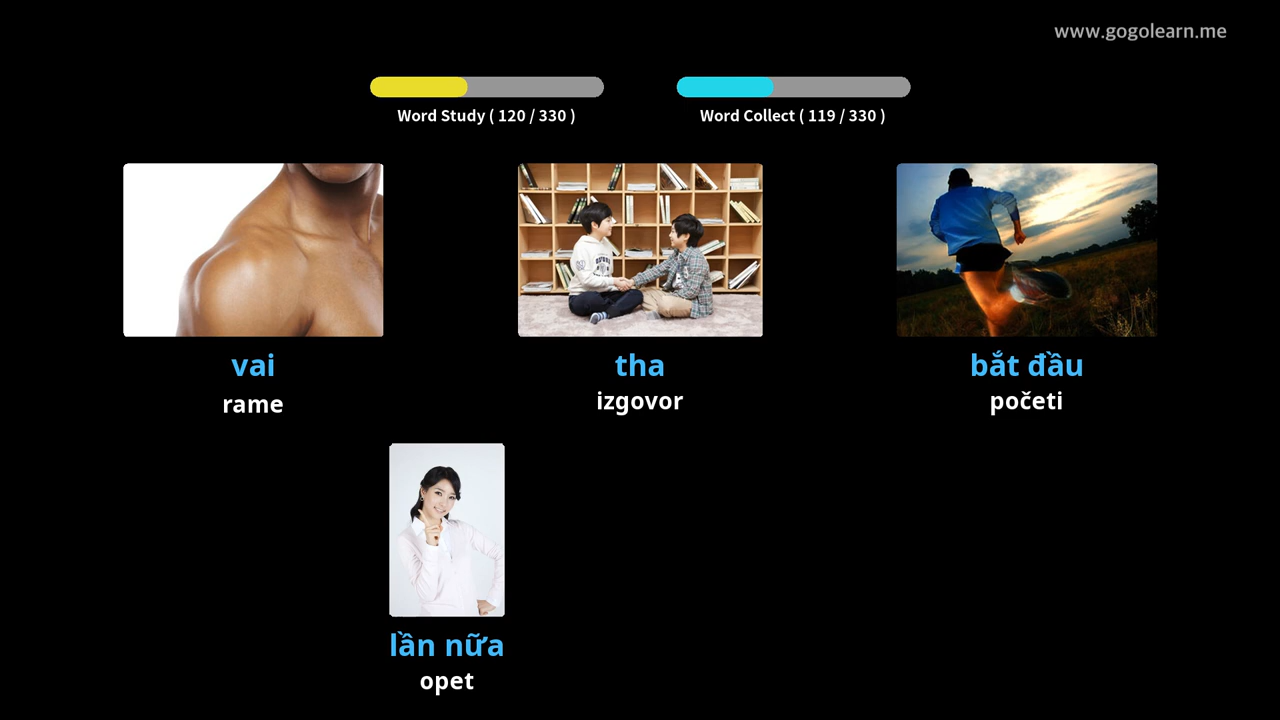 www.gogolearn.me
Word Study ( 120 / 330 )
Word Collect ( 119 / 330 )
vai
rame
tha
izgovor
bắt đầu
početi
lần nữa
opet